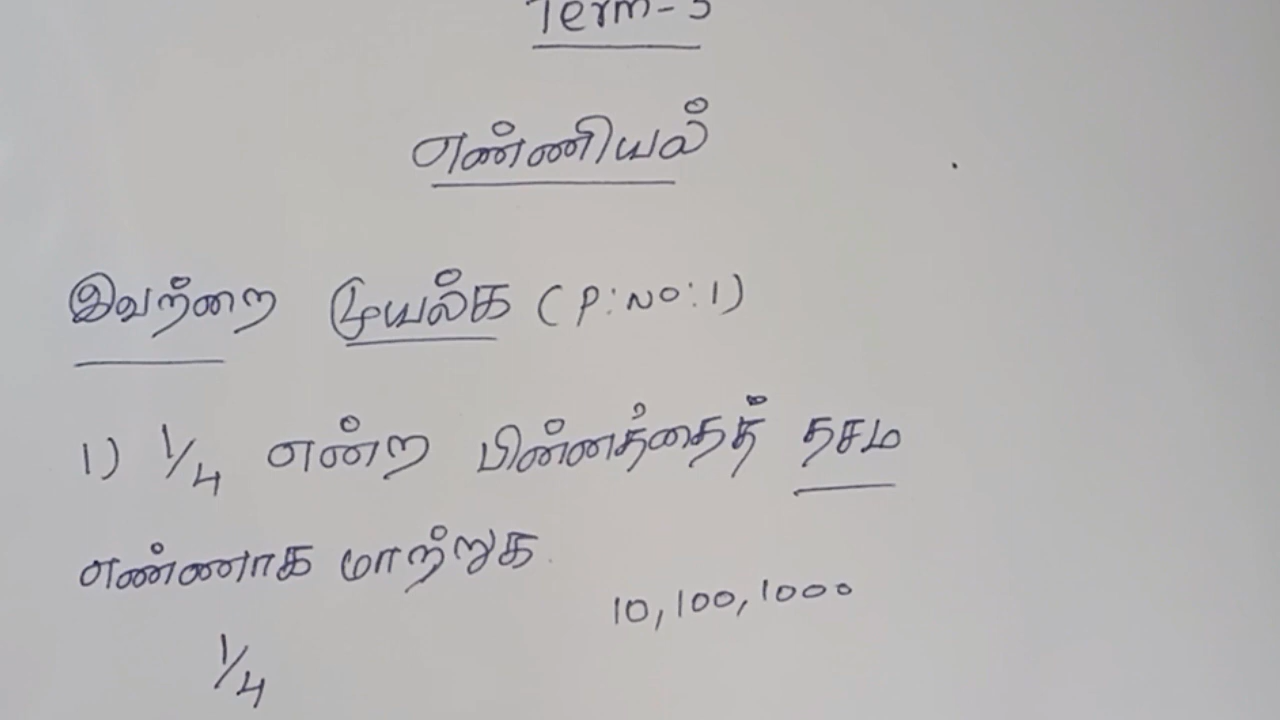 Term-3
எண்ணியல்
இவற்றை முயல்க (P:NO:1)
1) 1/4 என்ற பின்னத்தைத் தசம
எண்ணாக மாற்றுக.
10,100,1000
1/4